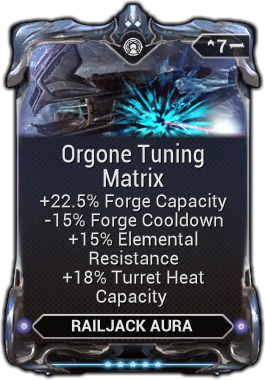 ^7
Orgone Tuning
Matrix
+22.5% Forge Capacity
-15% Forge Cooldown
+15% Elemental
Resistance
+18% Turret Heat
Capacity
RAILJACK AURA